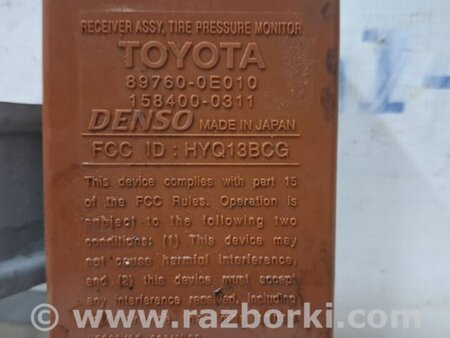 RECEIVER ASSY, TIRE PRESSURE MONITOR
TOYOTA
89760-0E010
158400-0311
DENSO MADE IN JAPAN
FCC ID : HYQ13BCG
This device complies with part 15
of the FCC Rules. Operation is
subject to the following two
conditions: (1) This device may
not cause harmful interference,
and (2) this device must accept
any interference received, including
www.razborki.com